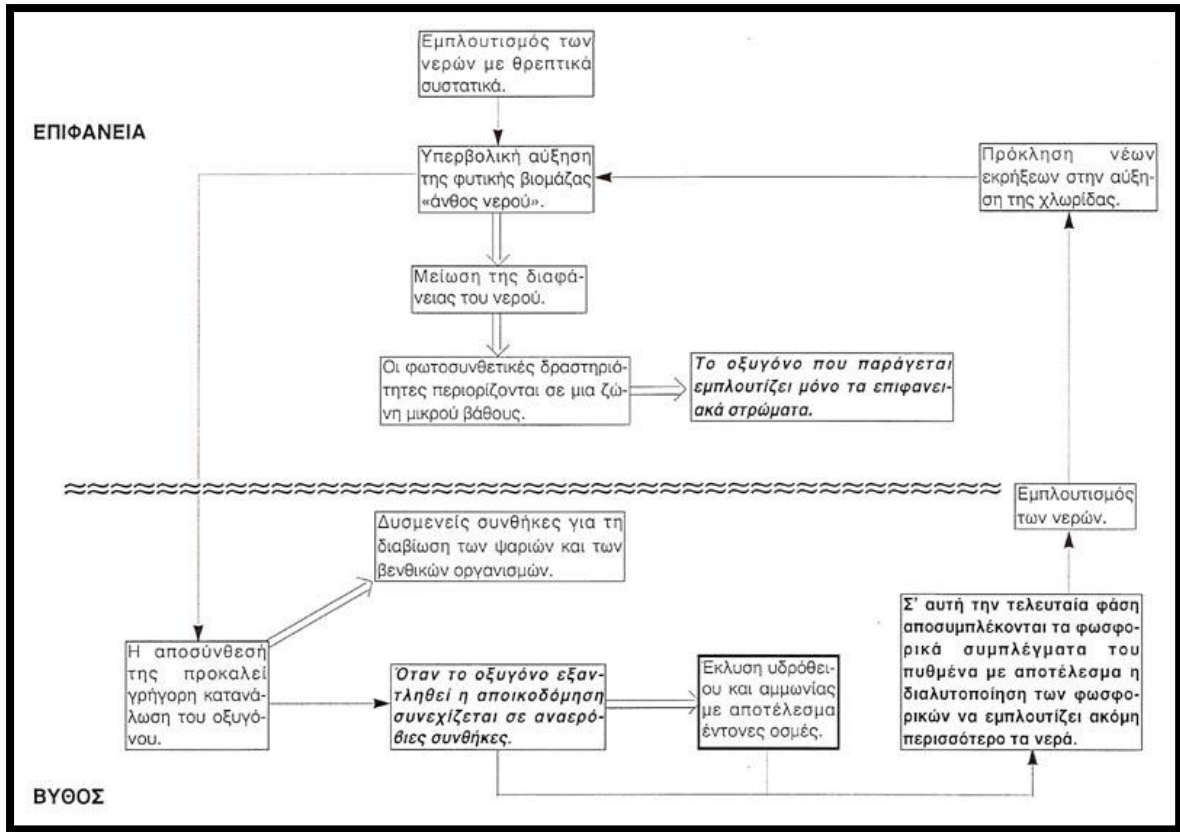 Εμπλουτισμός των
νερών με θρεπτικά
συστατικά.
ΕΠΙΦΑΝΕΙΑ
Υπερβολική αύξηση
της φυτικής βιομάζας
«άνθος νερού».
Πρόκληση νέων
εκρήξεων στην αύξη-
ση της χλωρίδας.
Μείωση της διαφά-
νειας του νερού.
Οι φωτοσυνθετικές δραστηριό-
τητες περιορίζονται σε μια ζώ-
νη μικρού βάθους.
Το οξυγόνο που παράγεται
εμπλουτίζει μόνο τα επιφανει-
ακά στρώματα.
Εμπλουτισμός
των νερών.
Δυσμενείς συνθήκες για τη
διαβίωση των ψαριών και των
βενθικών οργανισμών.
Η αποσύνθεσή
της προκαλεί
γρήγορη κατανά-
λωση του οξυγό-
νου.
Όταν το οξυγόνο εξαν-
τληθεί η αποικοδόμηση
συνεχίζεται σε αναερό-
βιες συνθήκες.
Έκλυση υδρόθει-
ου και αμμωνίας
με αποτέλεσμα
έντονες οσμές.
Σ' αυτή την τελευταία φάση
αποσυμπλέκονται τα φωσφο-
ρικά συμπλέγματα του
πυθμένα με αποτέλεσμα η
διαλυτοποίηση των φωσφο-
ρικών να εμπλουτίζει ακόμη
περισσότερο τα νερά.
ΒΥΘΟΣ